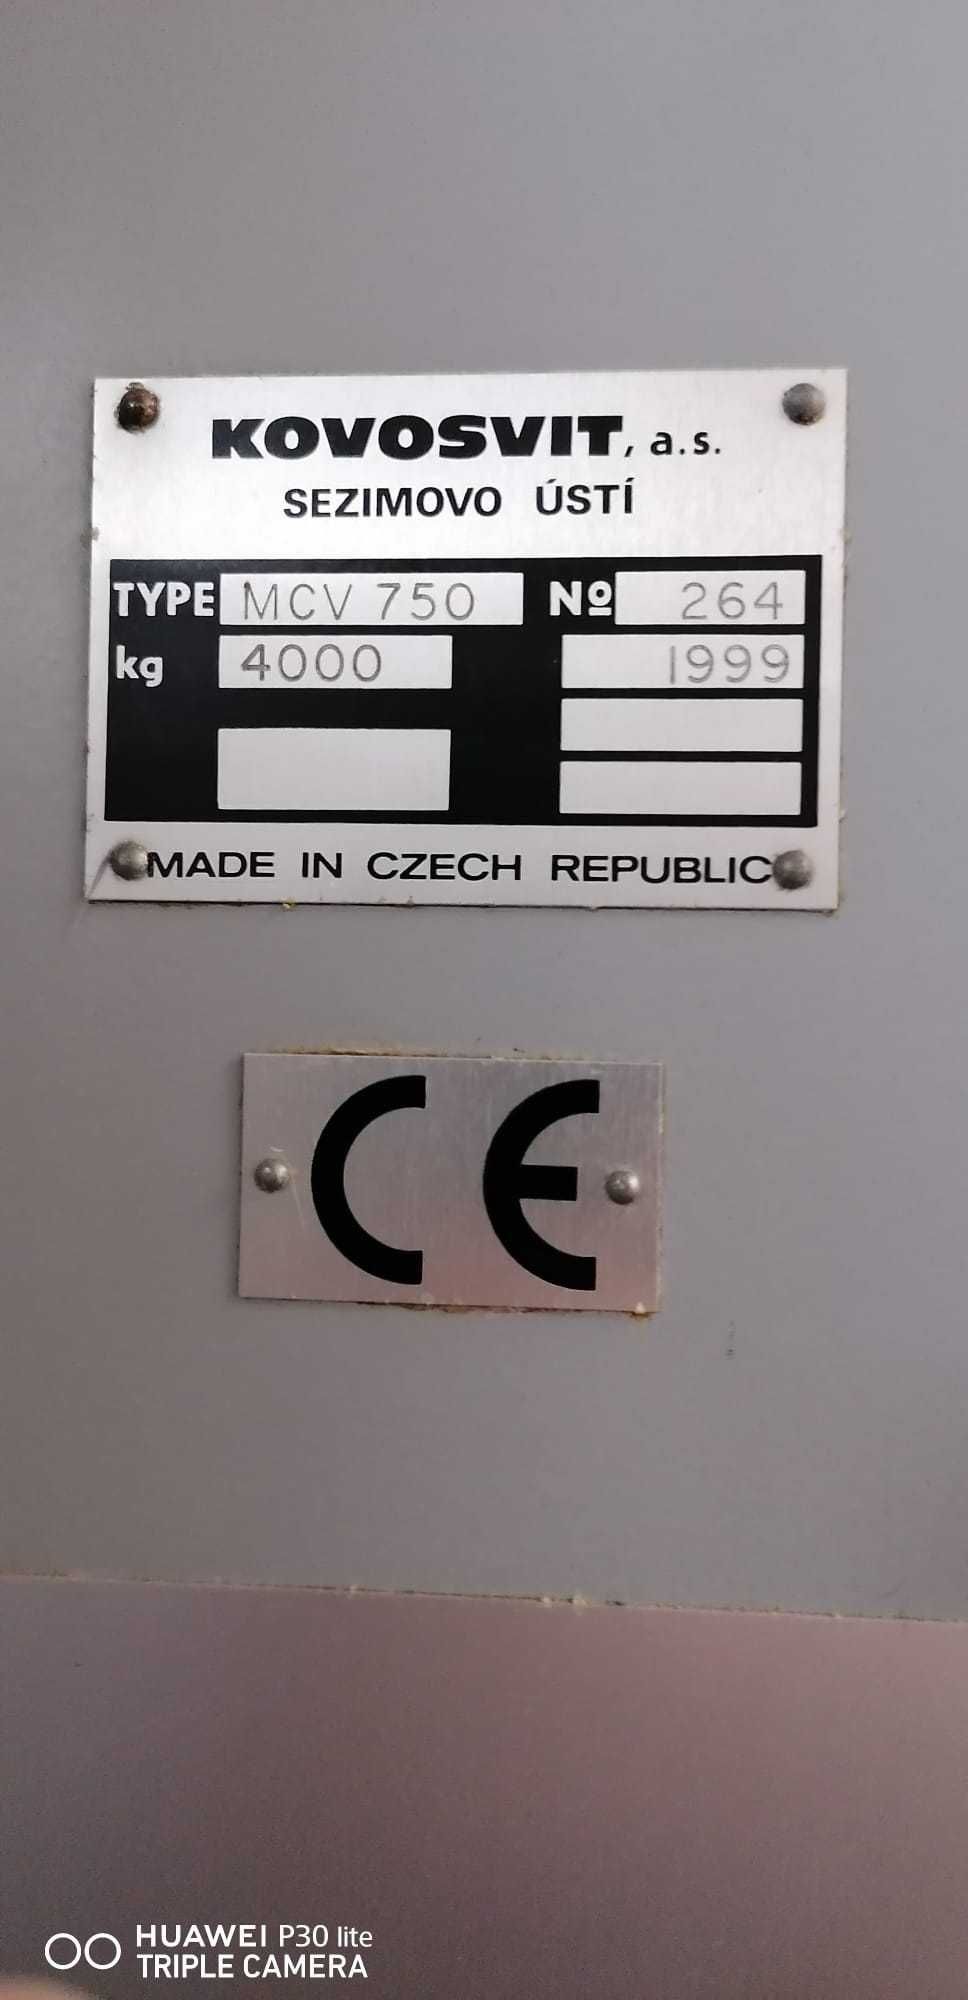 KOVOSVIT, a.s.
SEZIMOVO ÚSTÍ
TYPE MCV 750 Nº 264
kg 4000 1999
MADE IN CZECH REPUBLIC
CE
HUAWEI P30 lite
TRIPLE CAMERA